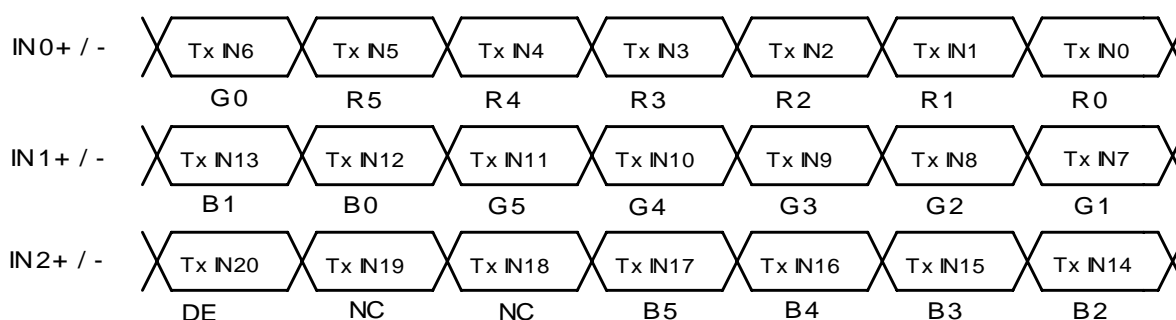 IN0+ / - Tx IN6 Tx IN5 Tx IN4 Tx IN3 Tx IN2 Tx IN1 Tx IN0
G0 R5 R4 R3 R2 R1 R0
IN1+ / - Tx IN13 Tx IN12 Tx IN11 Tx IN10 Tx IN9 Tx IN8 Tx IN7
B1 B0 G5 G4 G3 G2 G1
IN2+ / - Tx IN20 Tx IN19 Tx IN18 Tx IN17 Tx IN16 Tx IN15 Tx IN14
DE NC NC B5 B4 B3 B2